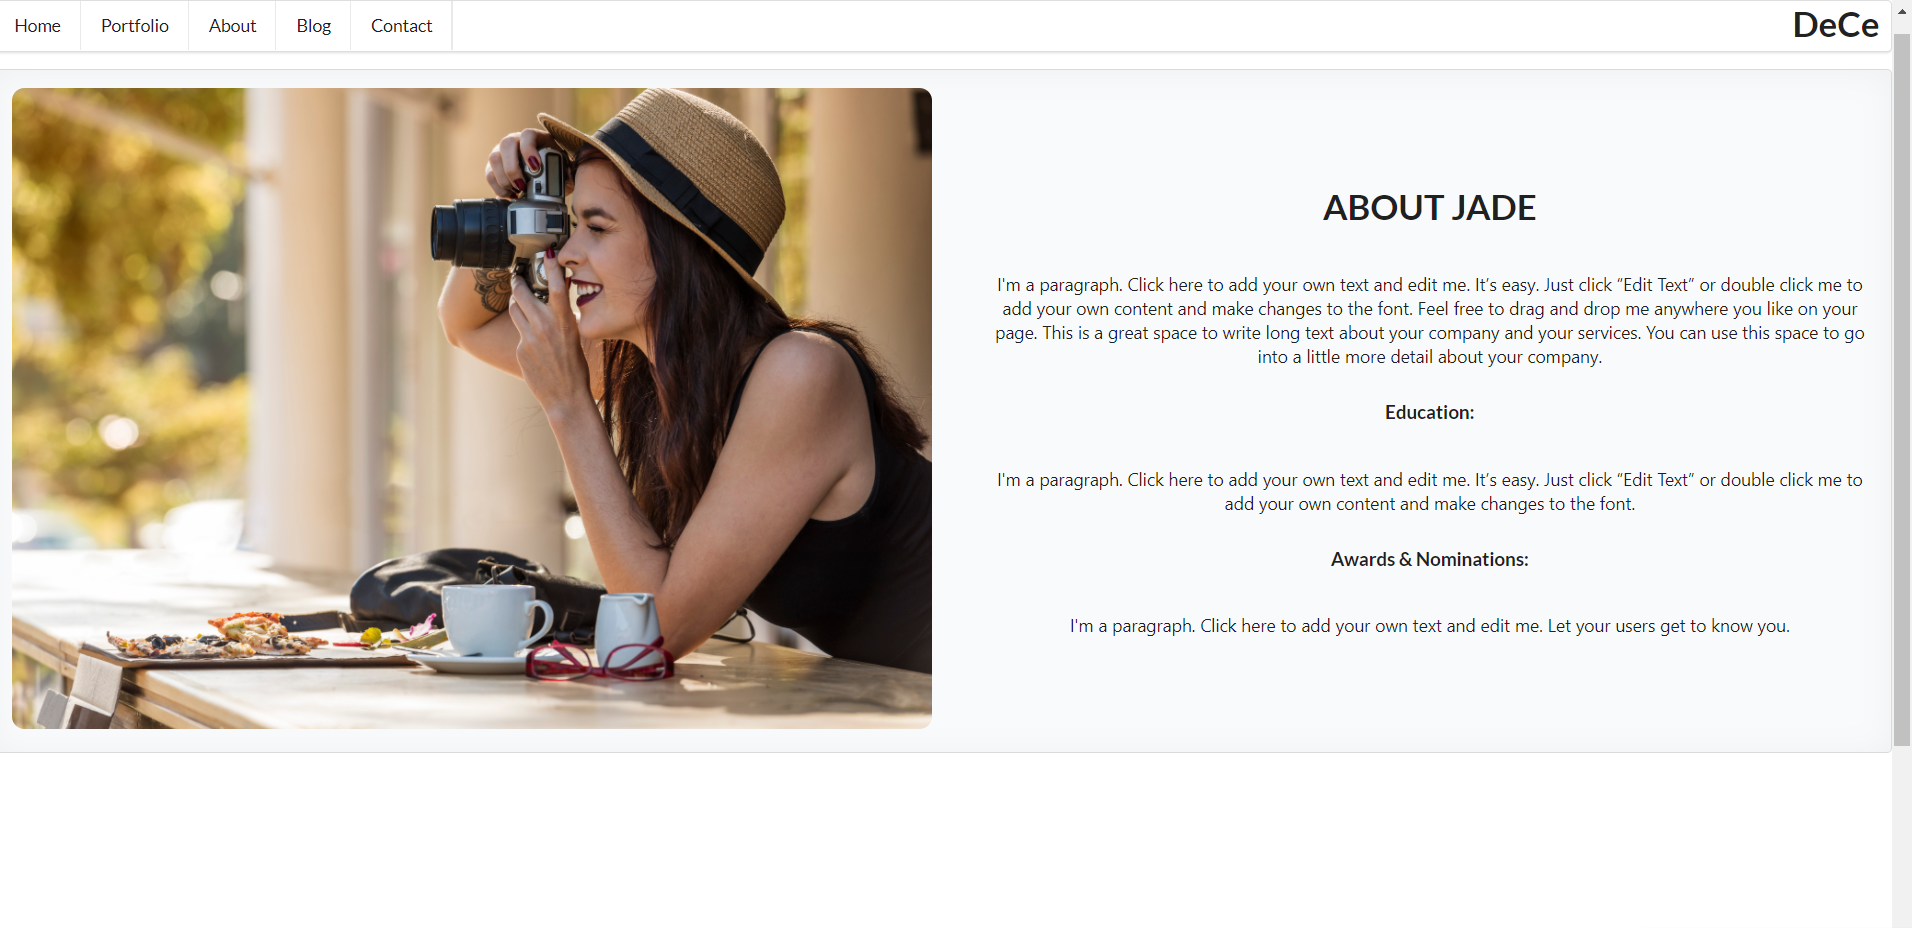 Home Portfolio About Blog Contact DeCe
ABOUT JADE
I'm a paragraph. Click here to add your own text and edit me. It’s easy. Just click “Edit Text” or double click me to
add your own content and make changes to the font. Feel free to drag and drop me anywhere you like on your
page. This is a great space to write long text about your company and your services. You can use this space to go
into a little more detail about your company.
Education:
I'm a paragraph. Click here to add your own text and edit me. It’s easy. Just click “Edit Text” or double click me to
add your own content and make changes to the font.
Awards & Nominations:
I'm a paragraph. Click here to add your own text and edit me. Let your users get to know you.